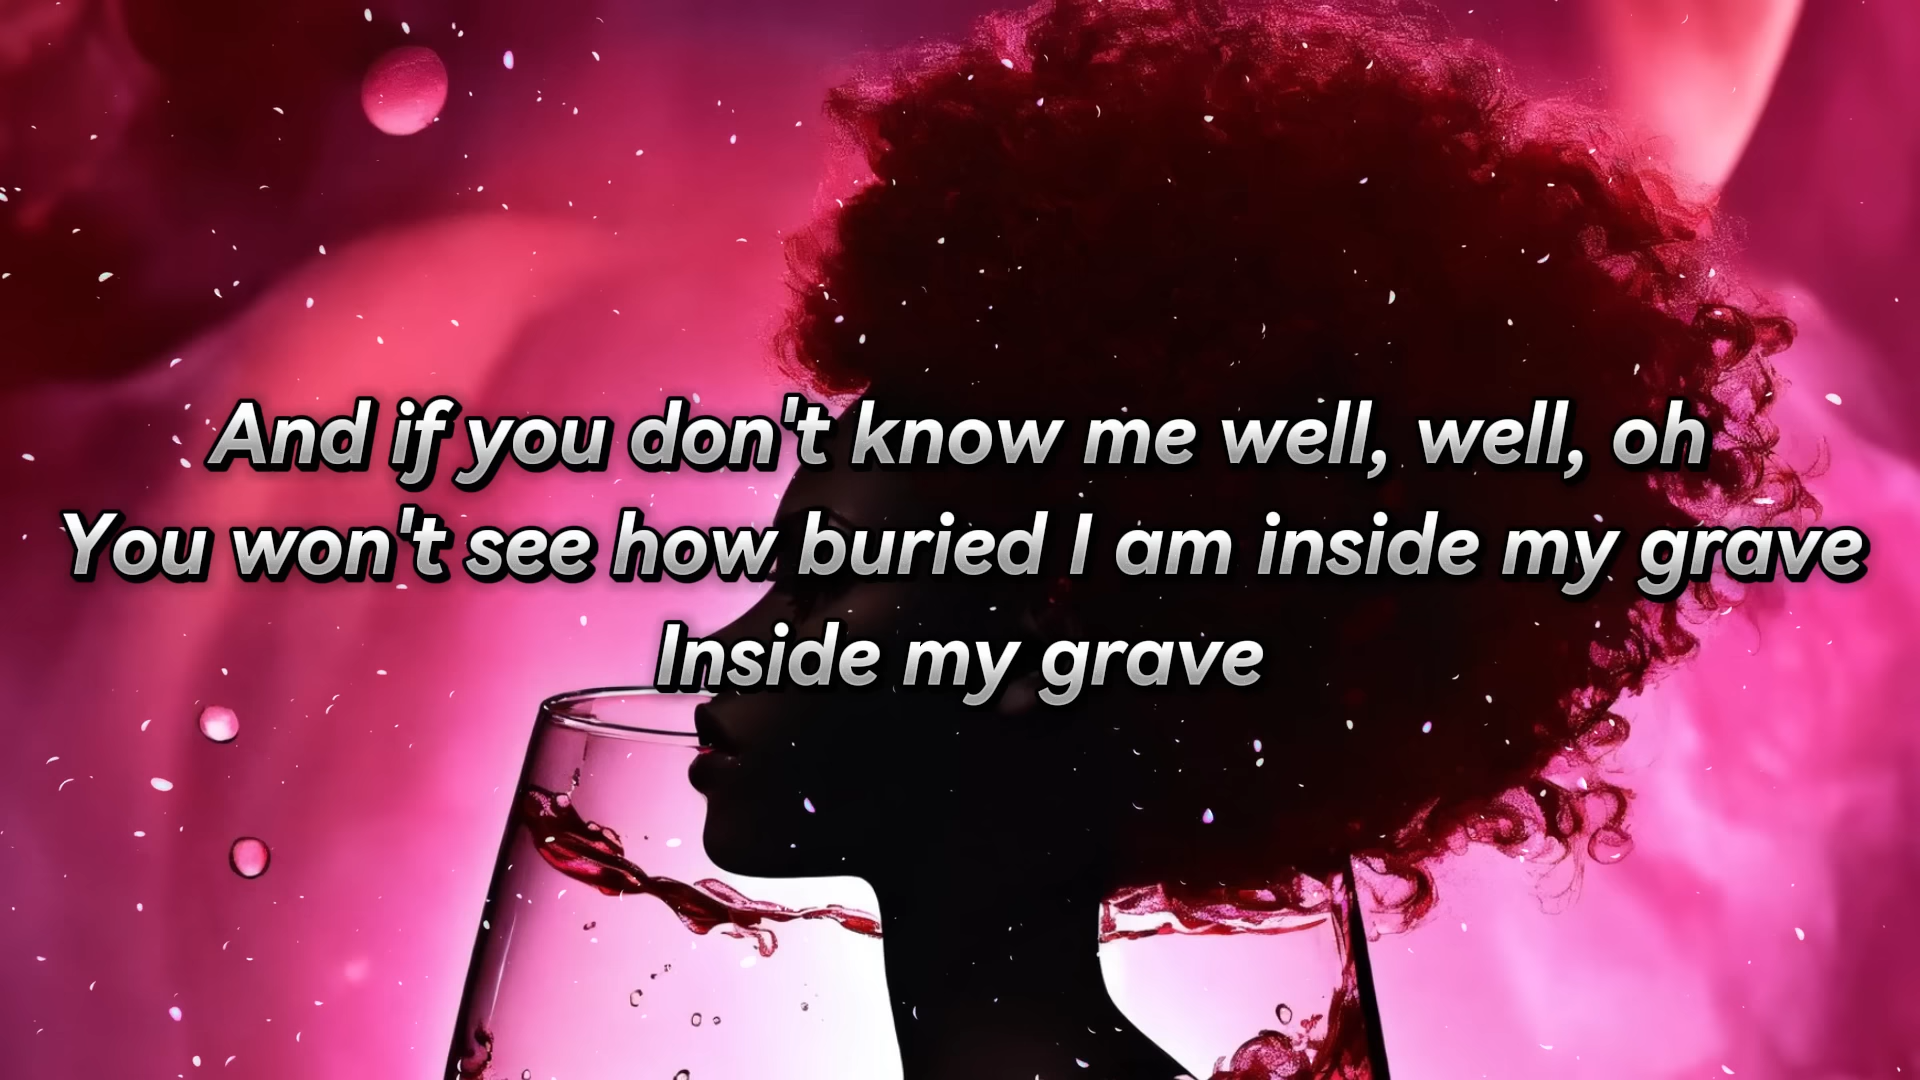 And if you don't know me well, well, oh
You won't see how buried I am inside my grave
Inside my grave